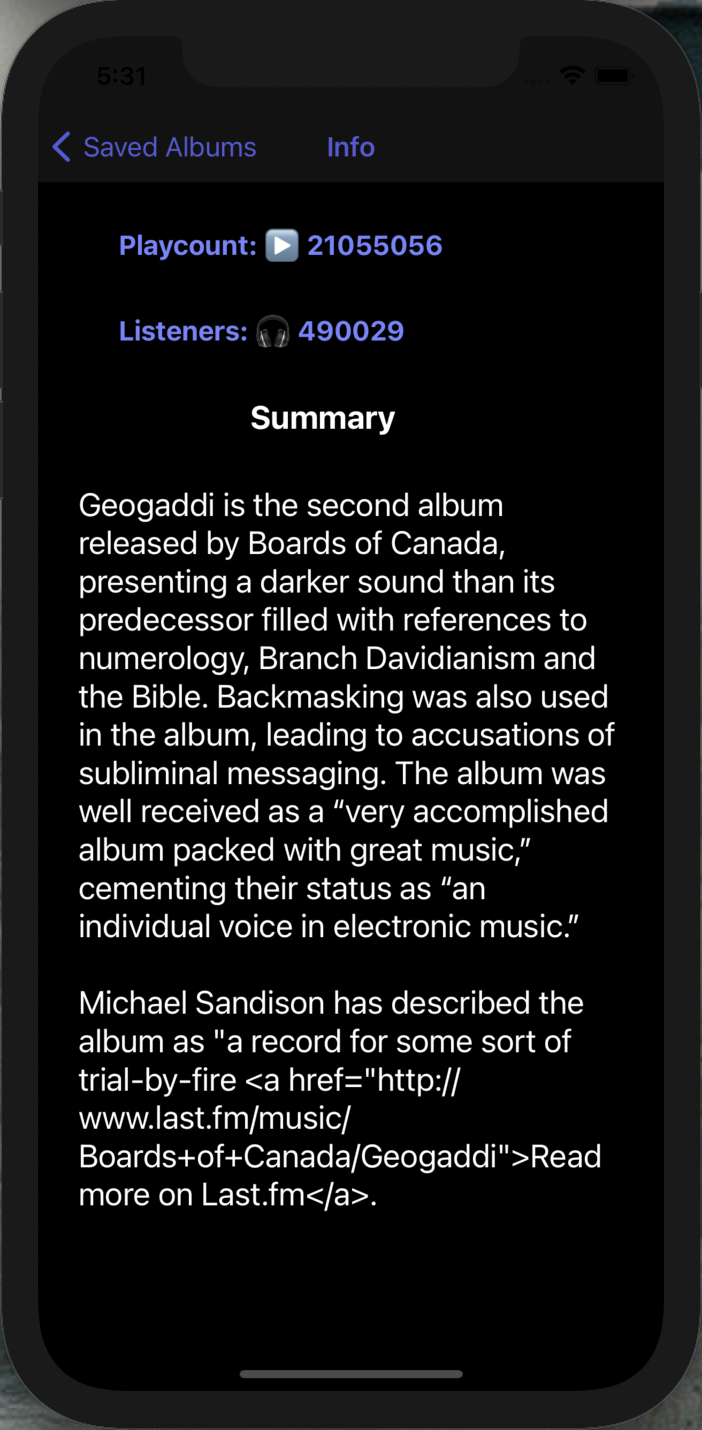 5:31
Saved Albums
Info
Playcount: ▶️ 21055056
Listeners: 🎧 490029
Summary
Geogaddi is the second album
released by Boards of Canada,
presenting a darker sound than its
predecessor filled with references to
numerology, Branch Davidianism and
the Bible. Backmasking was also used
in the album, leading to accusations of
subliminal messaging. The album was
well received as a “very accomplished
album packed with great music,”
cementing their status as “an
individual voice in electronic music.”
Michael Sandison has described the
album as "a record for some sort of
trial-by-fire <a href="http://
www.last.fm/music/
Boards+of+Canada/Geogaddi">Read
more on Last.fm</a>.